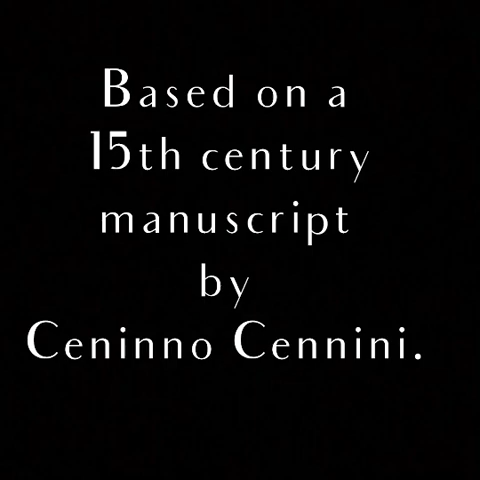 Based on a
15th century
manuscript
by
Ceninno Cennini.